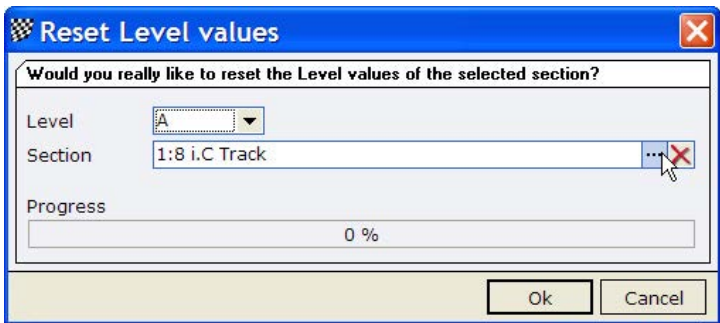 Reset Level values
Would you really like to reset the Level values of the selected section?
Level A
Section 1:8 i.C Track ...
Progress
0 %
Ok Cancel